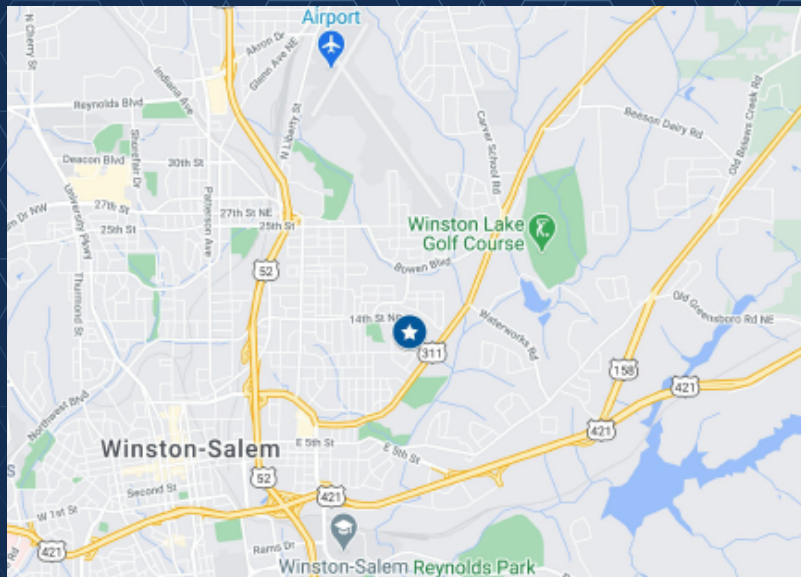 Airport
N Cherry St
Indiana Ave
Akron Dr
Glenn Ave NE
N Liberty St
Carver School Rd
Reynolds Blvd
Shorefair Dr
Beeson Dairy Rd
Old Belews Creek Rd
Deacon Blvd
30th St
University Pkwy
Patterson Ave
27th St
27th St NE
25th St
25th St
Winston Lake
Golf Course
Bowen Blvd
52
Thurmond St
14th St NE
Waterworks Rd
Old Greensboro Rd NE
311
158
421
Northwest Blvd
421
E 5th St
E 5th St
Winston-Salem
52
Second St
421
W 1st St
421
Rams Dr
Winston-Salem
Reynolds Park